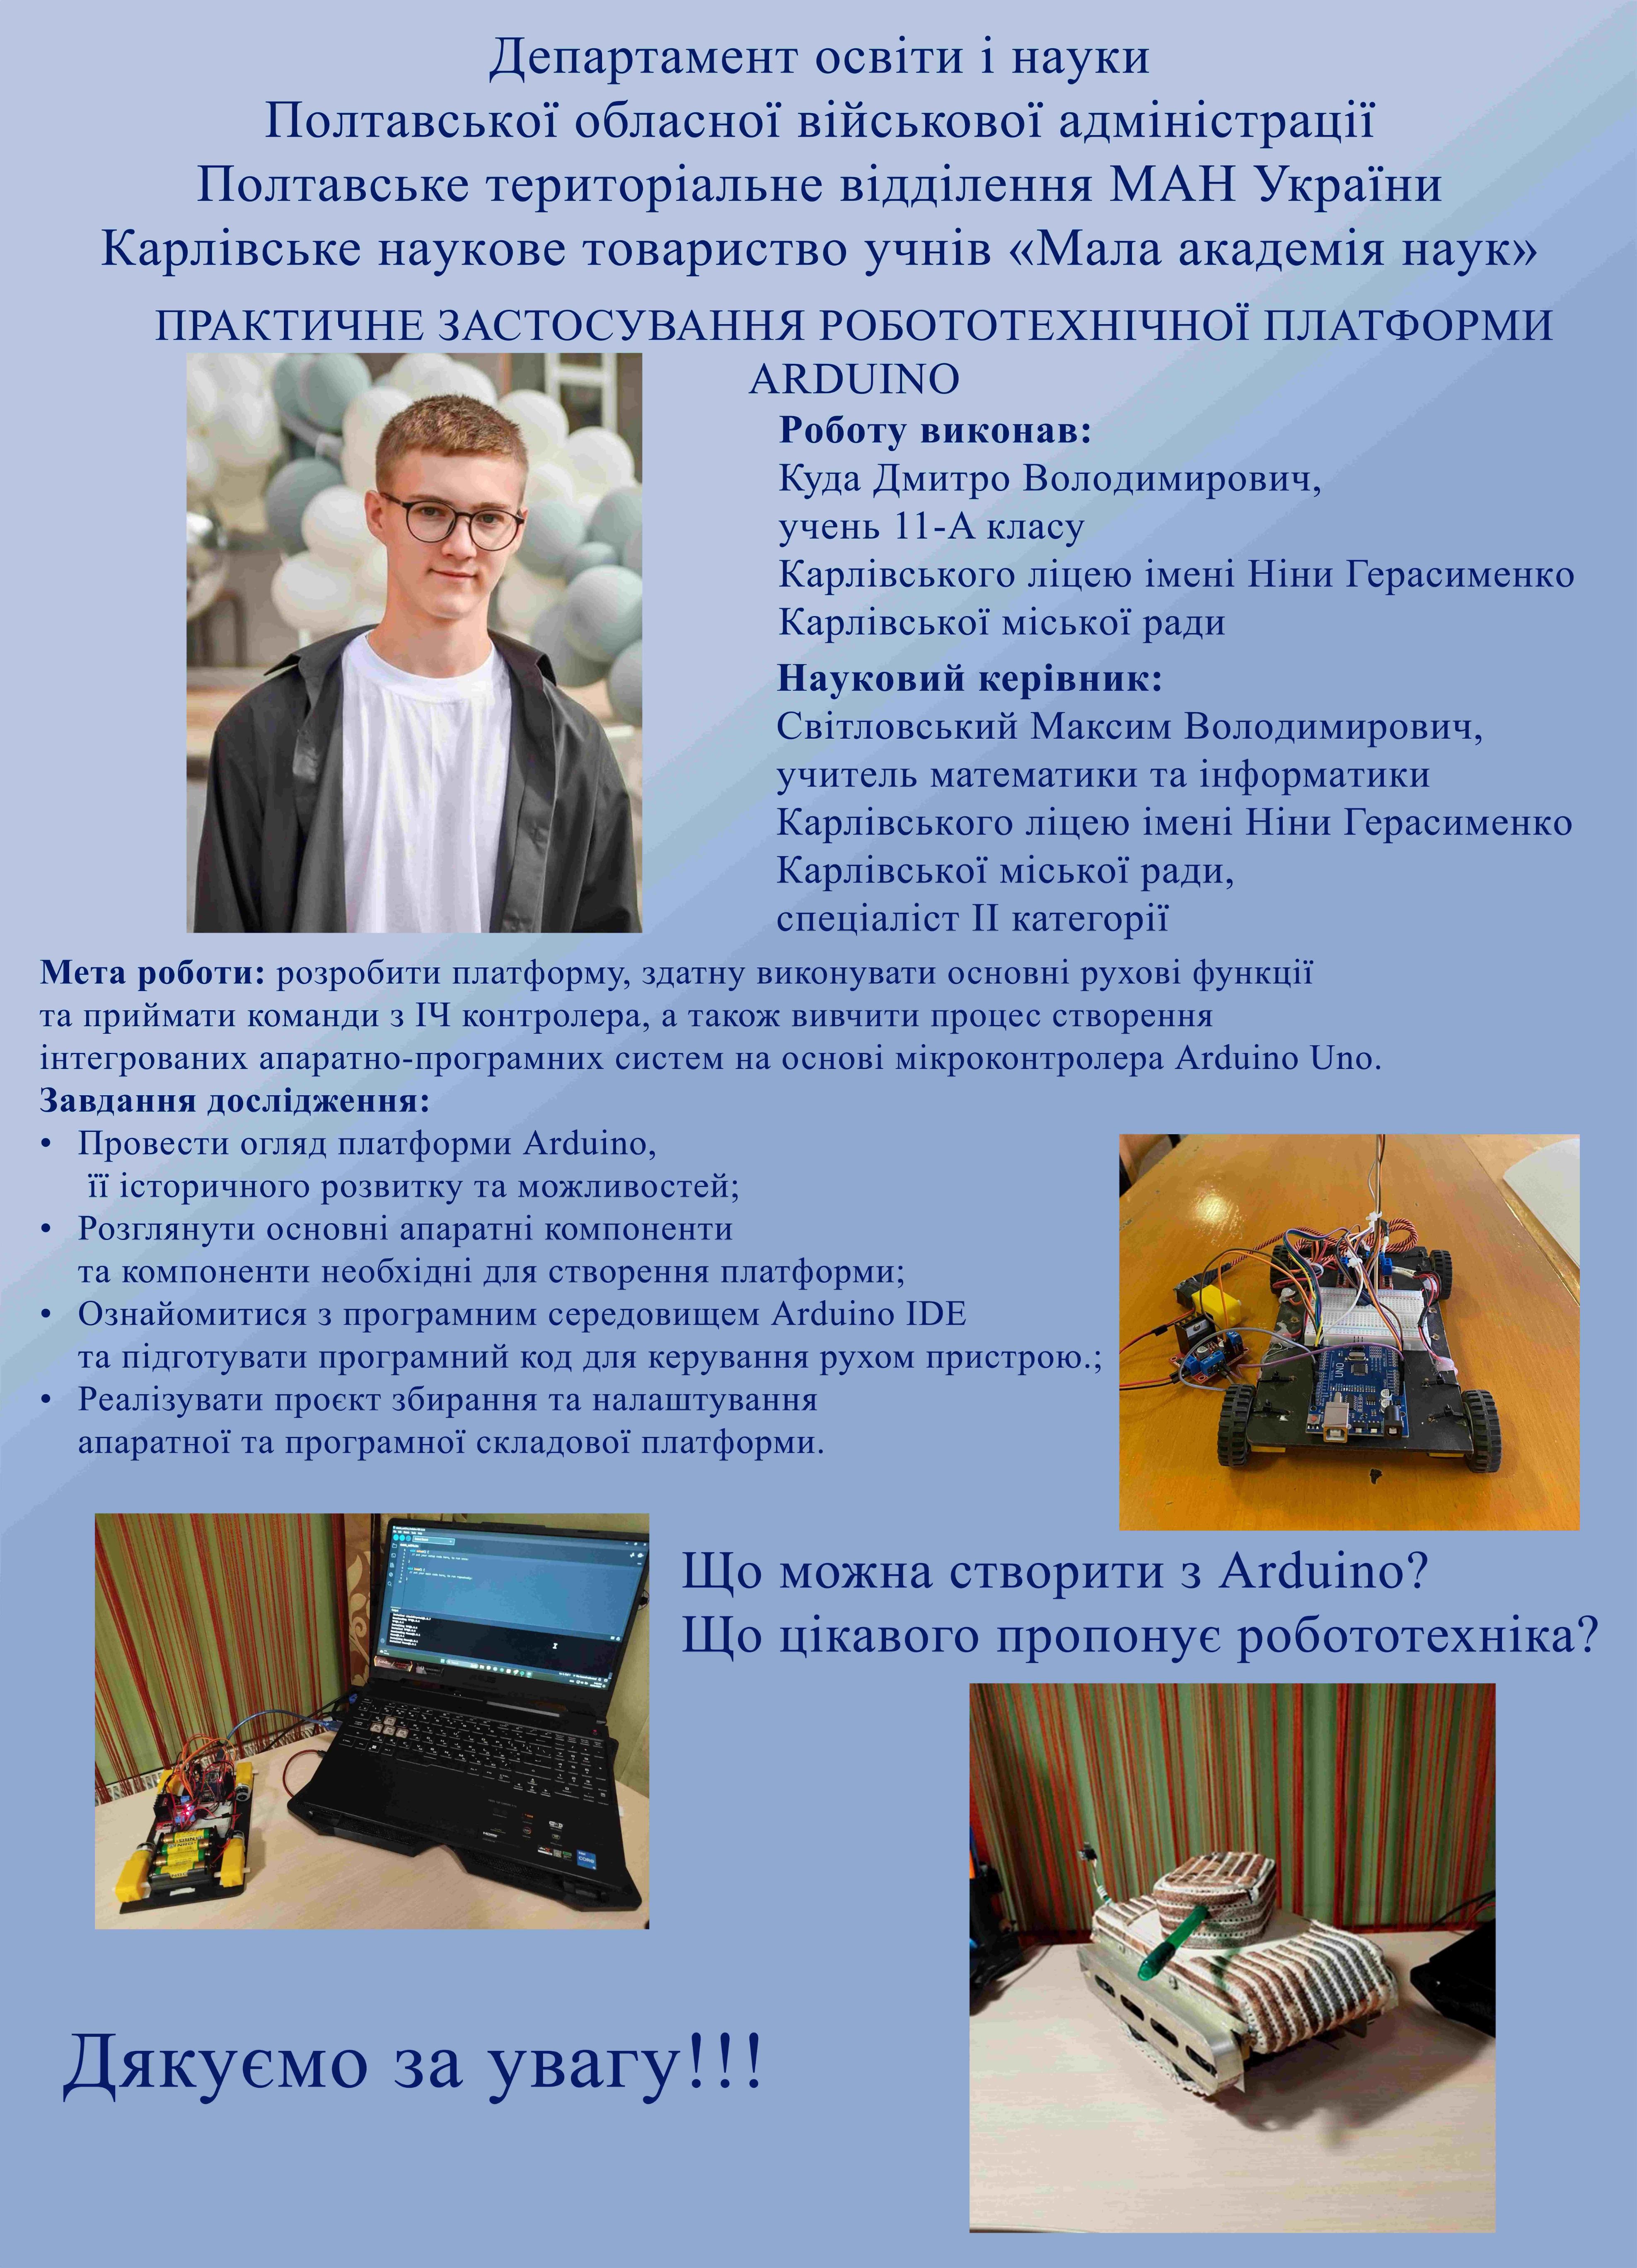 Департамент освіти і науки
Полтавської обласної військової адміністрації
Полтавське територіальне відділення МАН України
Карлівське наукове товариство учнів «Мала академія наук»
ПРАКТИЧНЕ ЗАСТОСУВАННЯ РОБОТОТЕХНІЧНОЇ ПЛАТФОРМИ
ARDUINO
Роботу виконав:
Куда Дмитро Володимирович,
учень 11-А класу
Карлівського ліцею імені Ніни Герасименко
Карлівської міської ради
Науковий керівник:
Світловський Максим Володимирович,
учитель математики та інформатики
Карлівського ліцею імені Ніни Герасименко
Карлівської міської ради,
спеціаліст ІІ категорії
Мета роботи: розробити платформу, здатну виконувати основні рухові функції
та приймати команди з ІЧ контролера, а також вивчити процес створення
інтегрованих апаратно-програмних систем на основі мікроконтролера Arduino Uno.
Завдання дослідження:
• Провести огляд платформи Arduino,
її історичного розвитку та можливостей;
• Розглянути основні апаратні компоненти
та компоненти необхідні для створення платформи;
• Ознайомитися з програмним середовищем Arduino IDE
та підготувати програмний код для керування рухом пристрою.;
• Реалізувати проєкт збирання та налаштування
апаратної та програмної складової платформи.
UNO
Що можна створити з Arduino?
Що цікавого пропонує робототехніка?
CORE
Дякуємо за увагу!!!